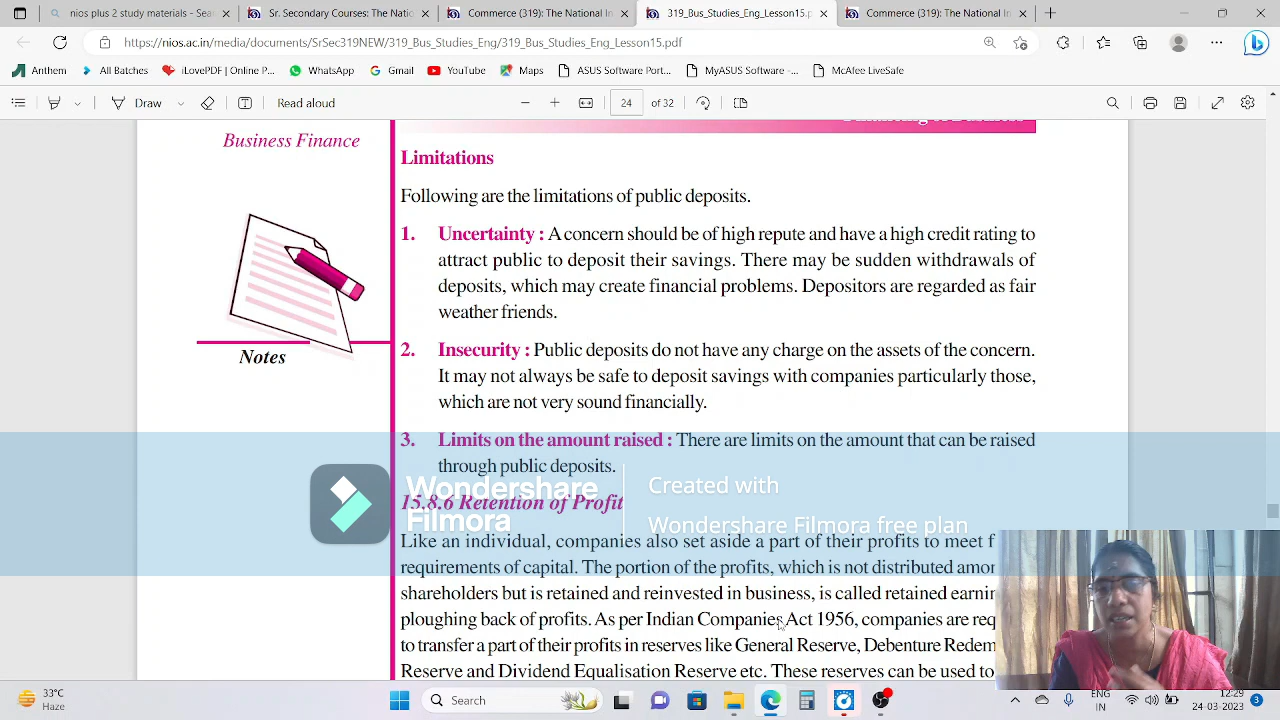 nios plus 2 study materials - Sea
Sr. Secondary Courses: The Nati
Commerce (319): The National In
319_Bus_Studies_Eng_Lesson15.p
Commerce (319): The National In
https://nios.ac.in/media/documents/SrSec319NEW/319_Bus_Studies_Eng/319_Bus_Studies_Eng_Lesson15.pdf
Anthem
All Batches
iLovePDF | Online P...
WhatsApp
Gmail
YouTube
Maps
ASUS Software Port...
MyASUS Software -...
McAfee LiveSafe
Draw
Read aloud
24
of 32
Business Finance
Limitations
Following are the limitations of public deposits.
1. Uncertainty : A concern should be of high repute and have a high credit rating to
attract public to deposit their savings. There may be sudden withdrawals of
deposits, which may create financial problems. Depositors are regarded as fair
weather friends.
2. Insecurity : Public deposits do not have any charge on the assets of the concern.
It may not always be safe to deposit savings with companies particularly those,
which are not very sound financially.
Notes
3. Limits on the amount raised : There are limits on the amount that can be raised
through public deposits.
Wondershare
Filmora
Created with
Wondershare Filmora free plan
15.8.6 Retention of Profit
Like an individual, companies also set aside a part of their profits to meet f
requirements of capital. The portion of the profits, which is not distributed amon
shareholders but is retained and reinvested in business, is called retained earnin
ploughing back of profits. As per Indian Companies Act 1956, companies are req
to transfer a part of their profits in reserves like General Reserve, Debenture Redem
Reserve and Dividend Equalisation Reserve etc. These reserves can be used to
33°C
Haze
Search
ENG
IN
12:25
24-03-2023
3